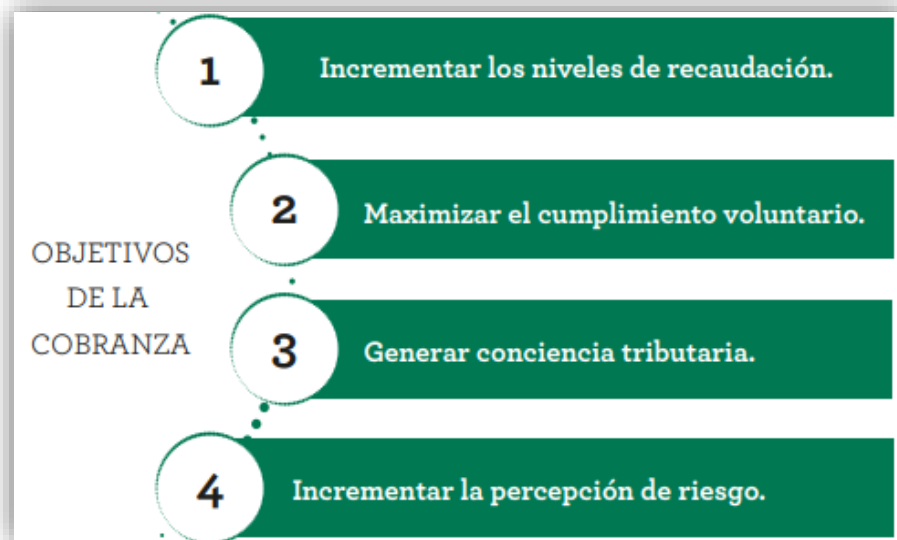 1
Incrementar los niveles de recaudación.
2
Maximizar el cumplimiento voluntario.
OBJETIVOS
DE LA
COBRANZA
3
Generar conciencia tributaria.
4
Incrementar la percepción de riesgo.